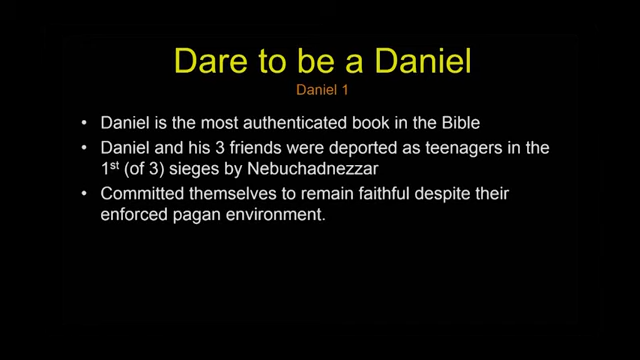 Dare to be a Daniel
Daniel 1
• Daniel is the most authenticated book in the Bible
• Daniel and his 3 friends were deported as teenagers in the
1st (of 3) sieges by Nebuchadnezzar
• Committed themselves to remain faithful despite their
enforced pagan environment.